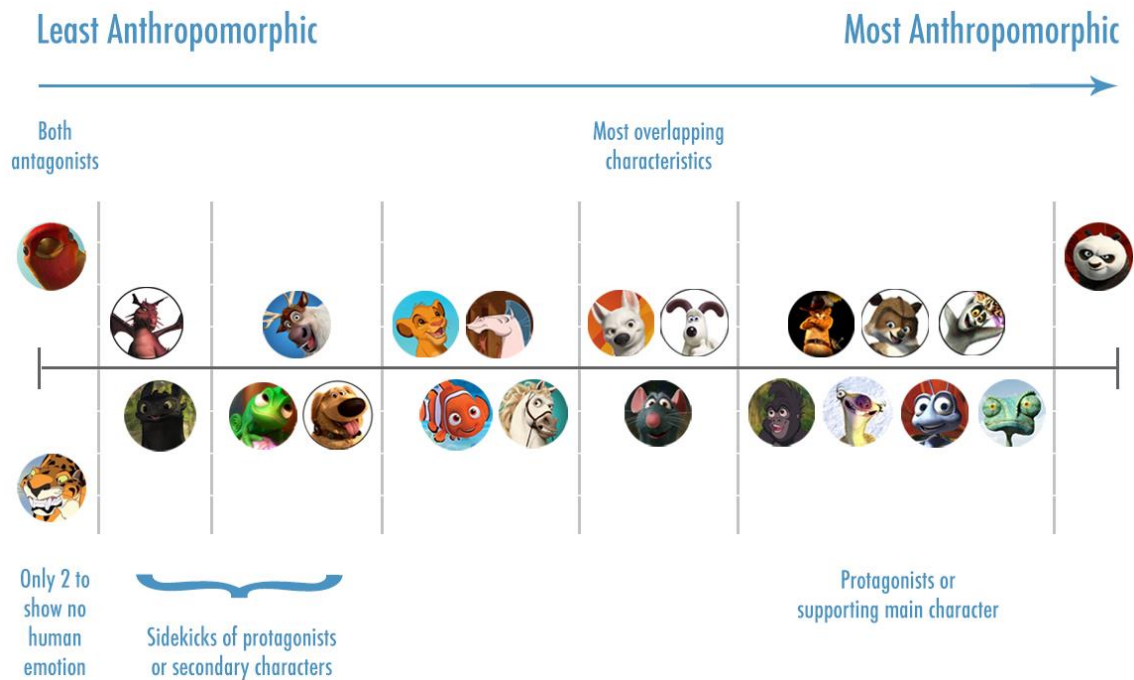 Least Anthropomorphic
Most Anthropomorphic
Both
antagonists
Most overlapping
characteristics
Only 2 to
show no
human
emotion
Sidekicks of protagonists
or secondary characters
Protagonists or
supporting main character